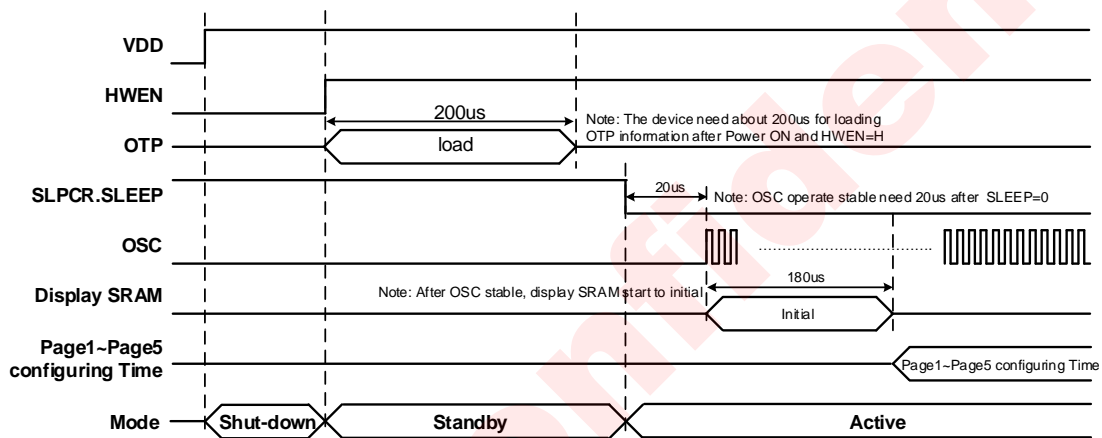 VDD
HWEN
200us
Note: The device need about 200us for loading
OTP information after Power ON and HWEN=H
OTP
load
SLPCR.SLEEP
20us
Note: OSC operate stable need 20us after SLEEP=0
OSC
180us
Display SRAM
Note: After OSC stable, display SRAM start to initial
Initial
Page1~Page5
configuring Time
Page1~Page5 configuring Time
Mode
Shut-down
Standby
Active